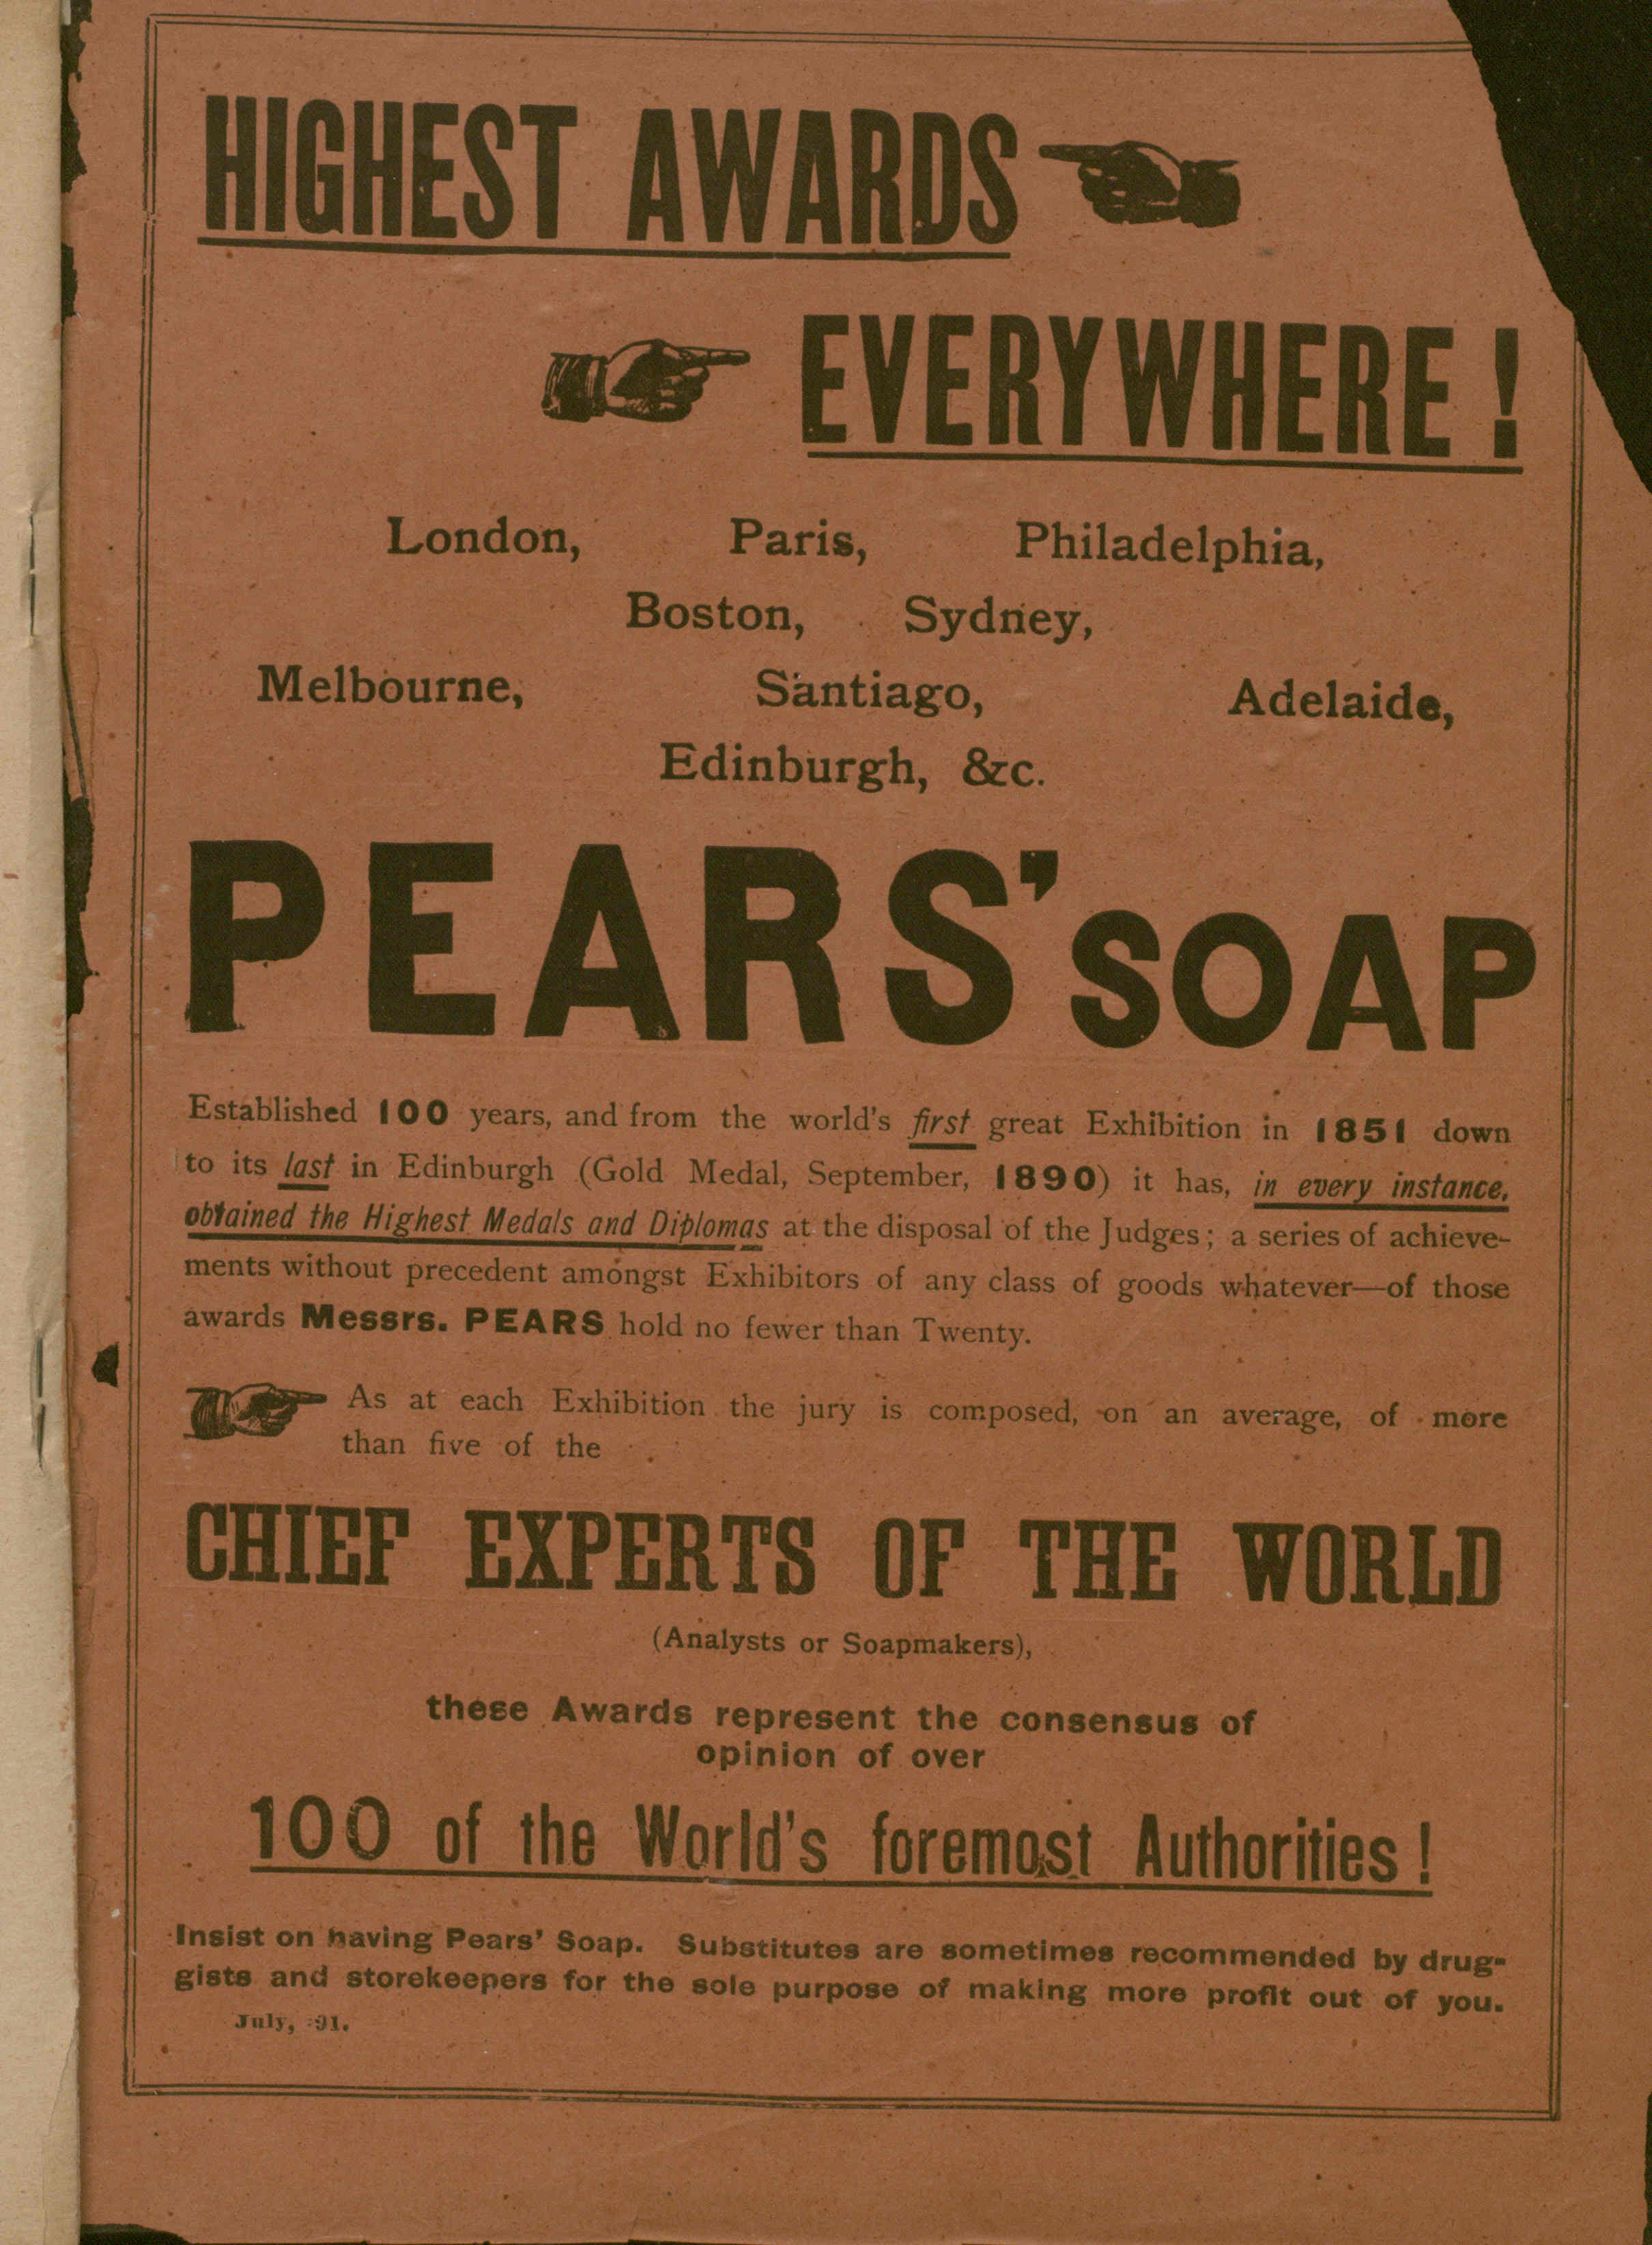 HIGHEST AWARDS
EVERYWHERE!
London, Paris, Philadelphia,
Boston, Sydney,
Melbourne, Santiago, Adelaide,
Edinburgh, &c.
PEARS' SOAP
Established 100 years, and from the world's first great Exhibition in 1851 down
to its last in Edinburgh (Gold Medal, September, 1890) it has, in every instance,
obtained the Highest Medals and Diplomas at the disposal of the Judges; a series of achieve-
ments without precedent amongst Exhibitors of any class of goods whatever—of those
awards Messrs. PEARS hold no fewer than Twenty.
As at each Exhibition the jury is composed, on an average, of more
than five of the
CHIEF EXPERTS OF THE WORLD
(Analysts or Soapmakers),
these Awards represent the consensus of
opinion of over
100 of the World's foremost Authorities!
Insist on having Pears' Soap. Substitutes are sometimes recommended by drug-
gists and storekeepers for the sole purpose of making more profit out of you.
July, '91.